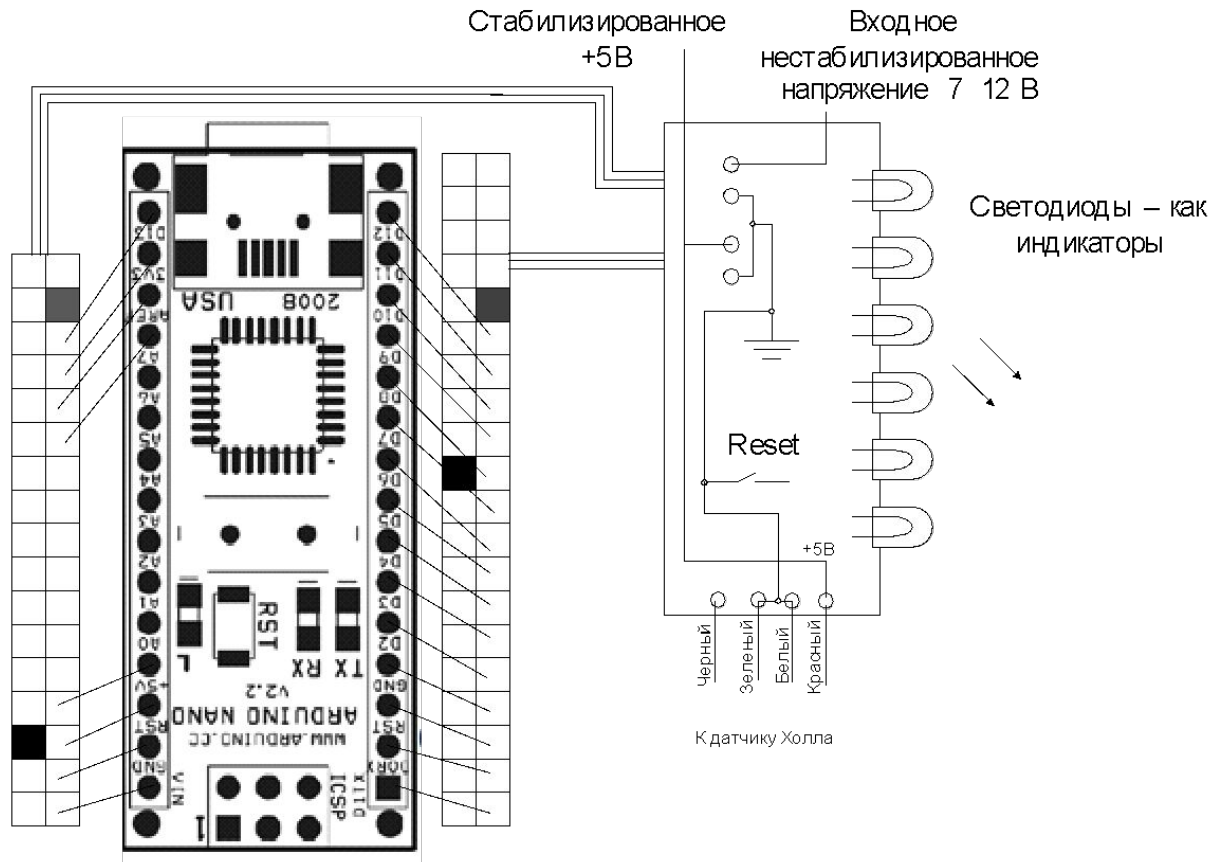 Стабилизированное
+5В
Входное
нестабилизированное
напряжение 7 12 В
Светодиоды – как
индикаторы
Reset
+5В
Черный
Зеленый
Белый
Красный
К датчику Холла
D13
3V3
AREF
A7
A6
A5
A4
A3
A2
A1
A0
+5V
RST
GND
VIN
USA
2008
D12
D11
D10
D9
D8
D7
D6
D5
D4
D3
D2
GND
RST
D0RX
D1TX
L
RST
RX
TX
V2.2
ARDUINO NANO
WWW.ARDUINO.CC
ICSP
1